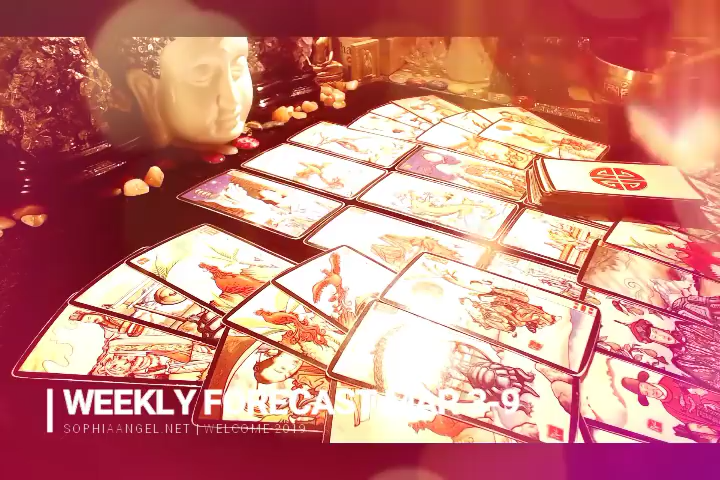 WEEKLY FORECAST MAR 3-9
SOPHIAANGEL.NET | WELCOME 2019